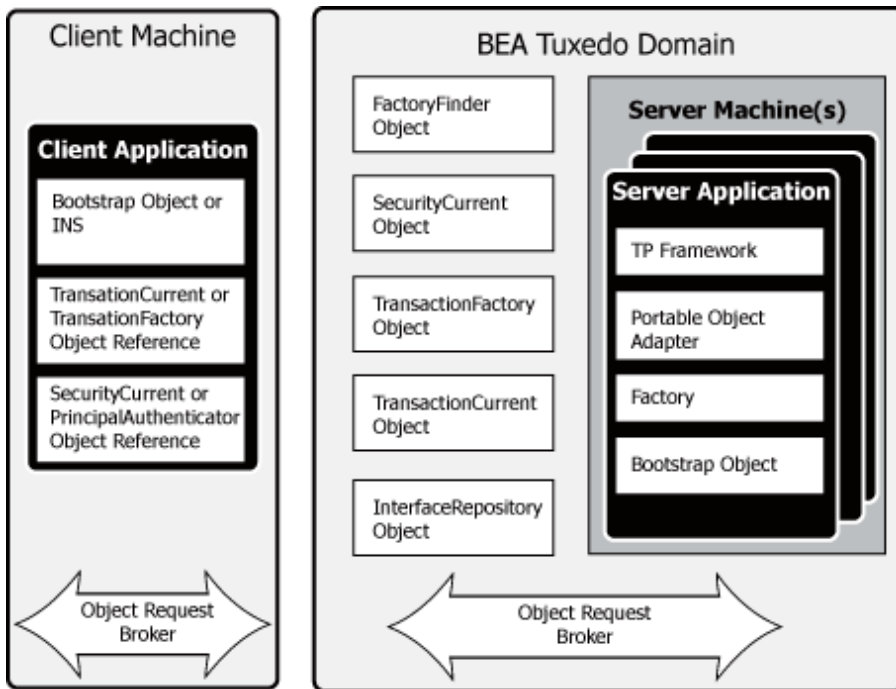 Client Machine
Client Application
Bootstrap Object or
INS
TransationCurrent or
TransationFactory
Object Reference
SecurityCurrent or
PrincipalAuthenticator
Object Reference
Object Request
Broker
BEA Tuxedo Domain
FactoryFinder
Object
SecurityCurrent
Object
TransactionFactory
Object
TransactionCurrent
Object
InterfaceRepository
Object
Server Machine(s)
Server Application
TP Framework
Portable Object
Adapter
Factory
Bootstrap Object
Object Request
Broker